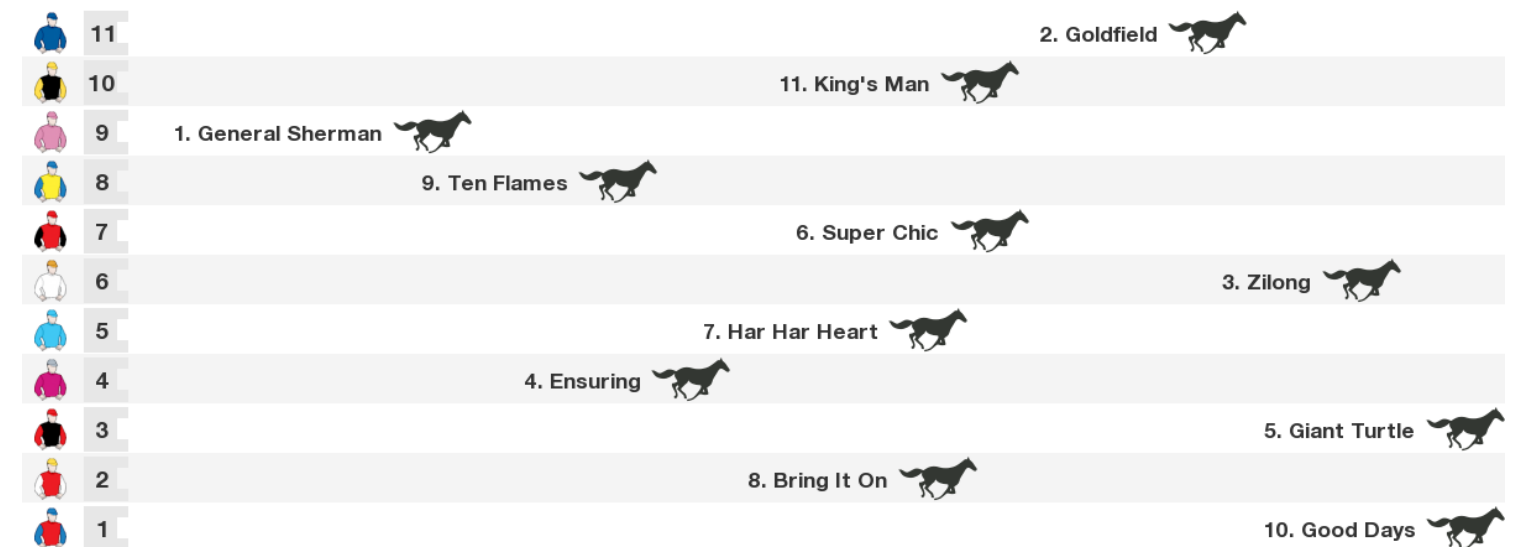 11 2. Goldfield
10 11. King's Man
9 1. General Sherman
8 9. Ten Flames
7 6. Super Chic
6 3. Zilong
5 7. Har Har Heart
4 4. Ensuring
3 5. Giant Turtle
2 8. Bring It On
1 10. Good Days